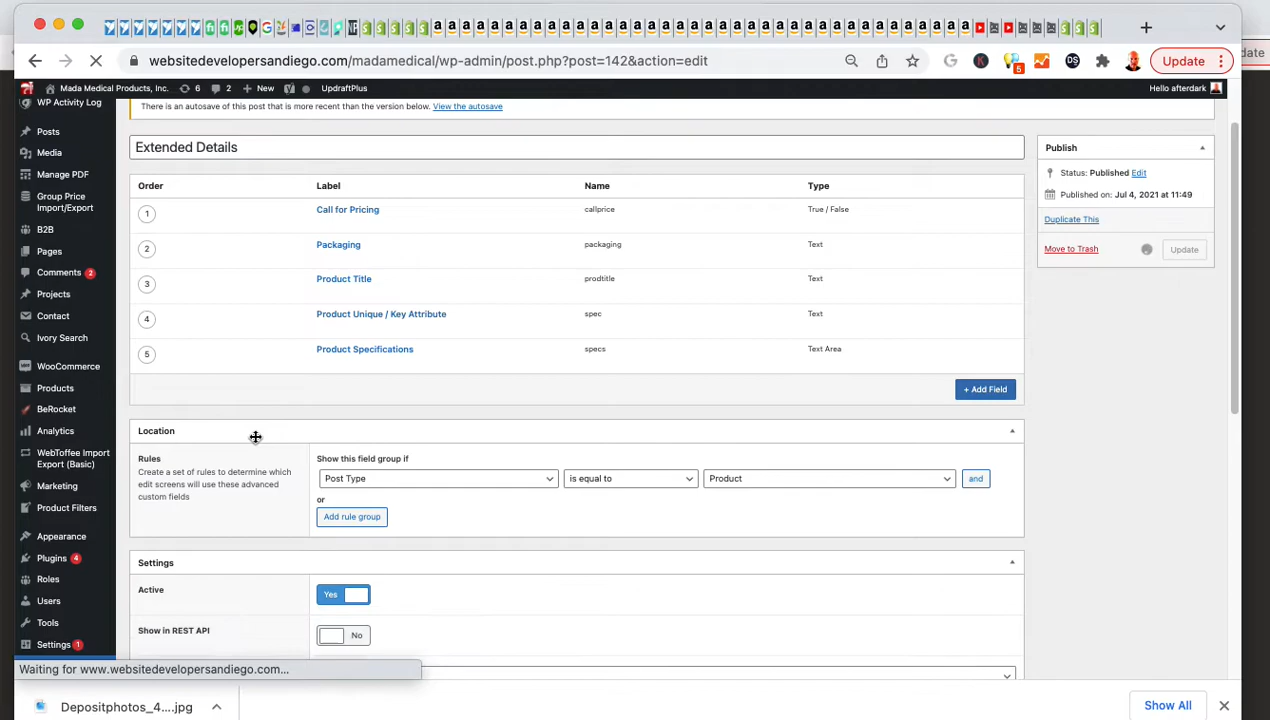 websitedevelopersandiego.com/madamedical/wp-admin/post.php?post=142&action=edit
5
Update
Mada Medical Products, Inc.
6
2
New
UpdraftPlus
Hello afterdark
WP Activity Log
Posts
Media
Manage PDF
Group Price
Import/Export
B2B
Pages
Comments 2
Projects
Contact
Ivory Search
WooCommerce
Products
BeRocket
Analytics
WebToffee Import
Export (Basic)
Marketing
Product Filters
Appearance
Plugins 4
Roles
Users
Tools
Settings 1
There is an autosave of this post that is more recent than the version below. View the autosave
Extended Details
Order Label Name Type
1 Call for Pricing callprice True / False
2 Packaging packaging Text
3 Product Title prodtitle Text
4 Product Unique / Key Attribute spec Text
5 Product Specifications specs Text Area
+ Add Field
Location
Rules
Create a set of rules to determine which
edit screens will use these advanced
custom fields
Show this field group if
Post Type is equal to Product and
or
Add rule group
Settings
Active Yes
Show in REST API No
Publish
Status: Published Edit
Published on: Jul 4, 2021 at 11:49
Duplicate This
Move to Trash Update
Waiting for www.websitedevelopersandiego.com...
Depositphotos_4....jpg
Show All